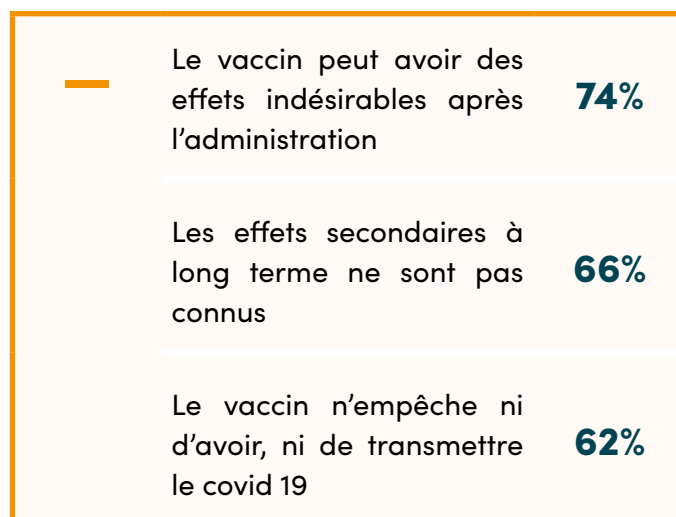 Le vaccin peut avoir des
effets indésirables après
l’administration
74%
Les effets secondaires à
long terme ne sont pas
connus
66%
Le vaccin n’empêche ni
d’avoir, ni de transmettre
le covid 19
62%